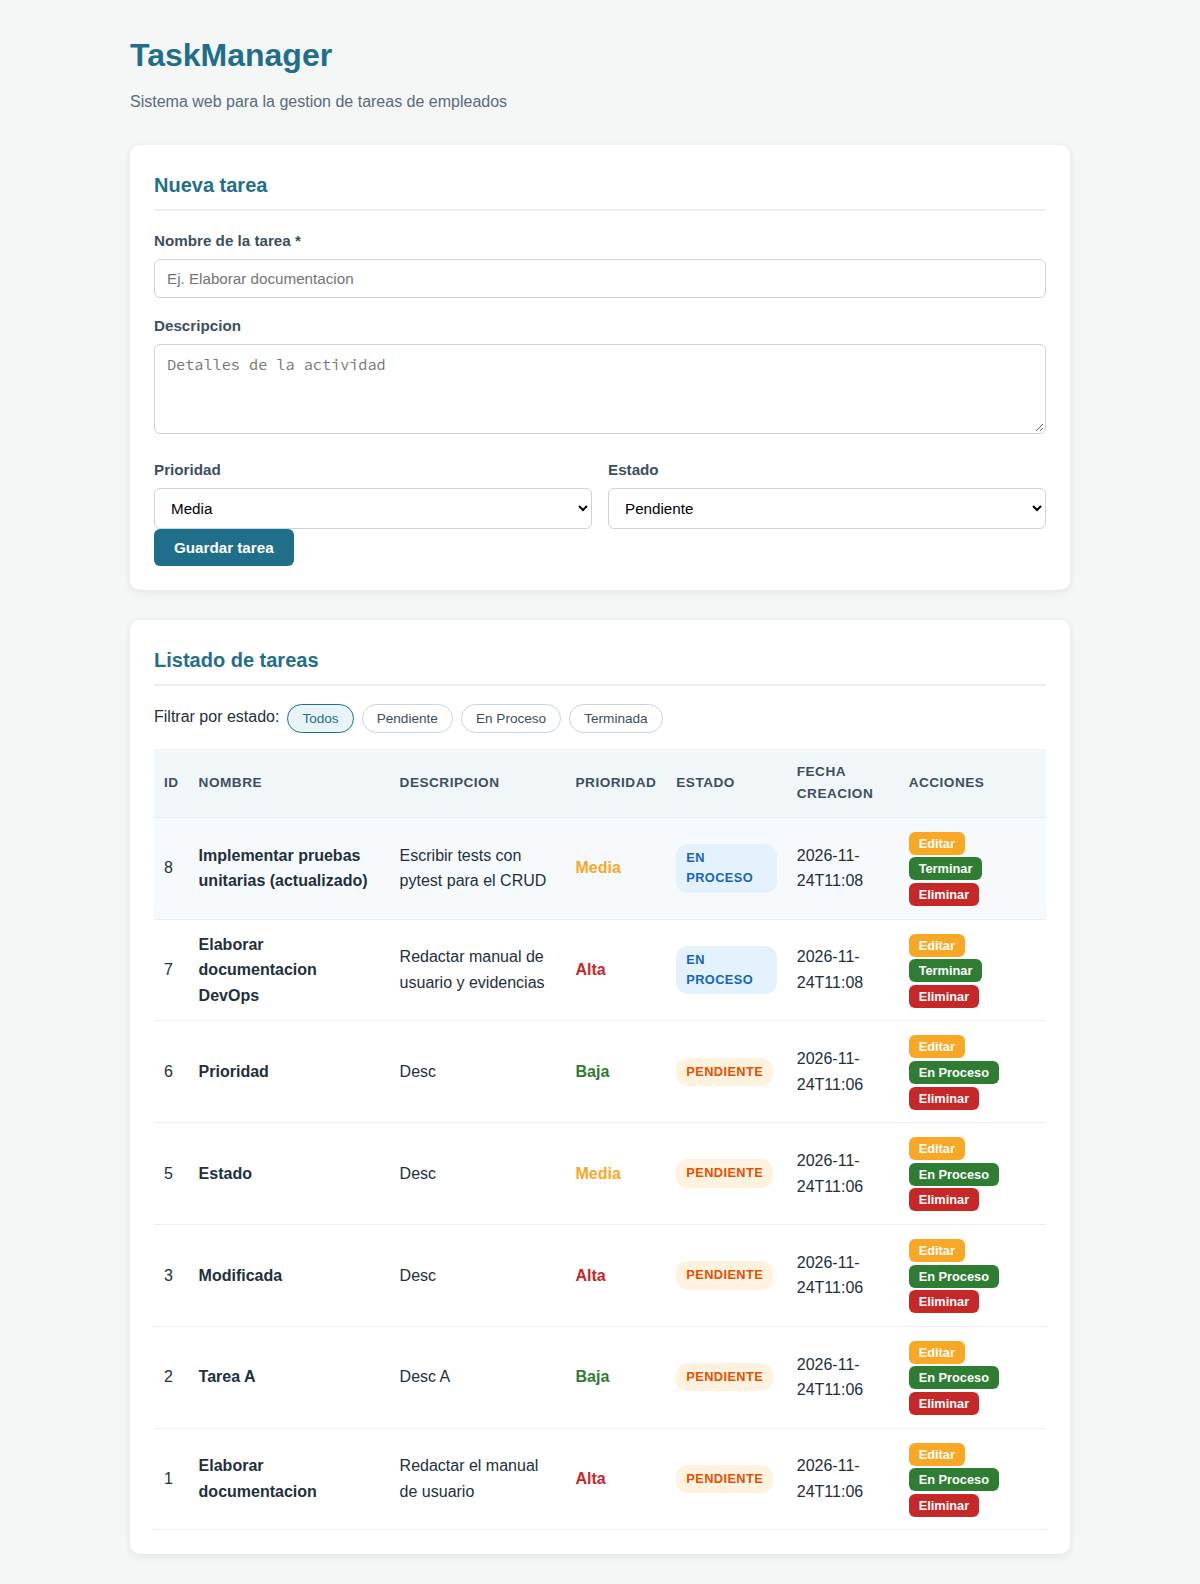 TaskManager
Sistema web para la gestion de tareas de empleados
Nueva tarea
Nombre de la tarea *
Ej. Elaborar documentacion
Descripcion
Detalles de la actividad
Prioridad Estado
Media Pendiente
Guardar tarea
Listado de tareas
Filtrar por estado: Todos Pendiente En Proceso Terminada
ID NOMBRE DESCRIPCION PRIORIDAD ESTADO FECHA CREACION ACCIONES
8 Implementar pruebas unitarias (actualizado) Escribir tests con pytest para el CRUD Media EN PROCESO 2026-11-24T11:08 Editar Terminar Eliminar
7 Elaborar documentacion DevOps Redactar manual de usuario y evidencias Alta EN PROCESO 2026-11-24T11:08 Editar Terminar Eliminar
6 Prioridad Desc Baja PENDIENTE 2026-11-24T11:06 Editar En Proceso Eliminar
5 Estado Desc Media PENDIENTE 2026-11-24T11:06 Editar En Proceso Eliminar
3 Modificada Desc Alta PENDIENTE 2026-11-24T11:06 Editar En Proceso Eliminar
2 Tarea A Desc A Baja PENDIENTE 2026-11-24T11:06 Editar En Proceso Eliminar
1 Elaborar documentacion Redactar el manual de usuario Alta PENDIENTE 2026-11-24T11:06 Editar En Proceso Eliminar